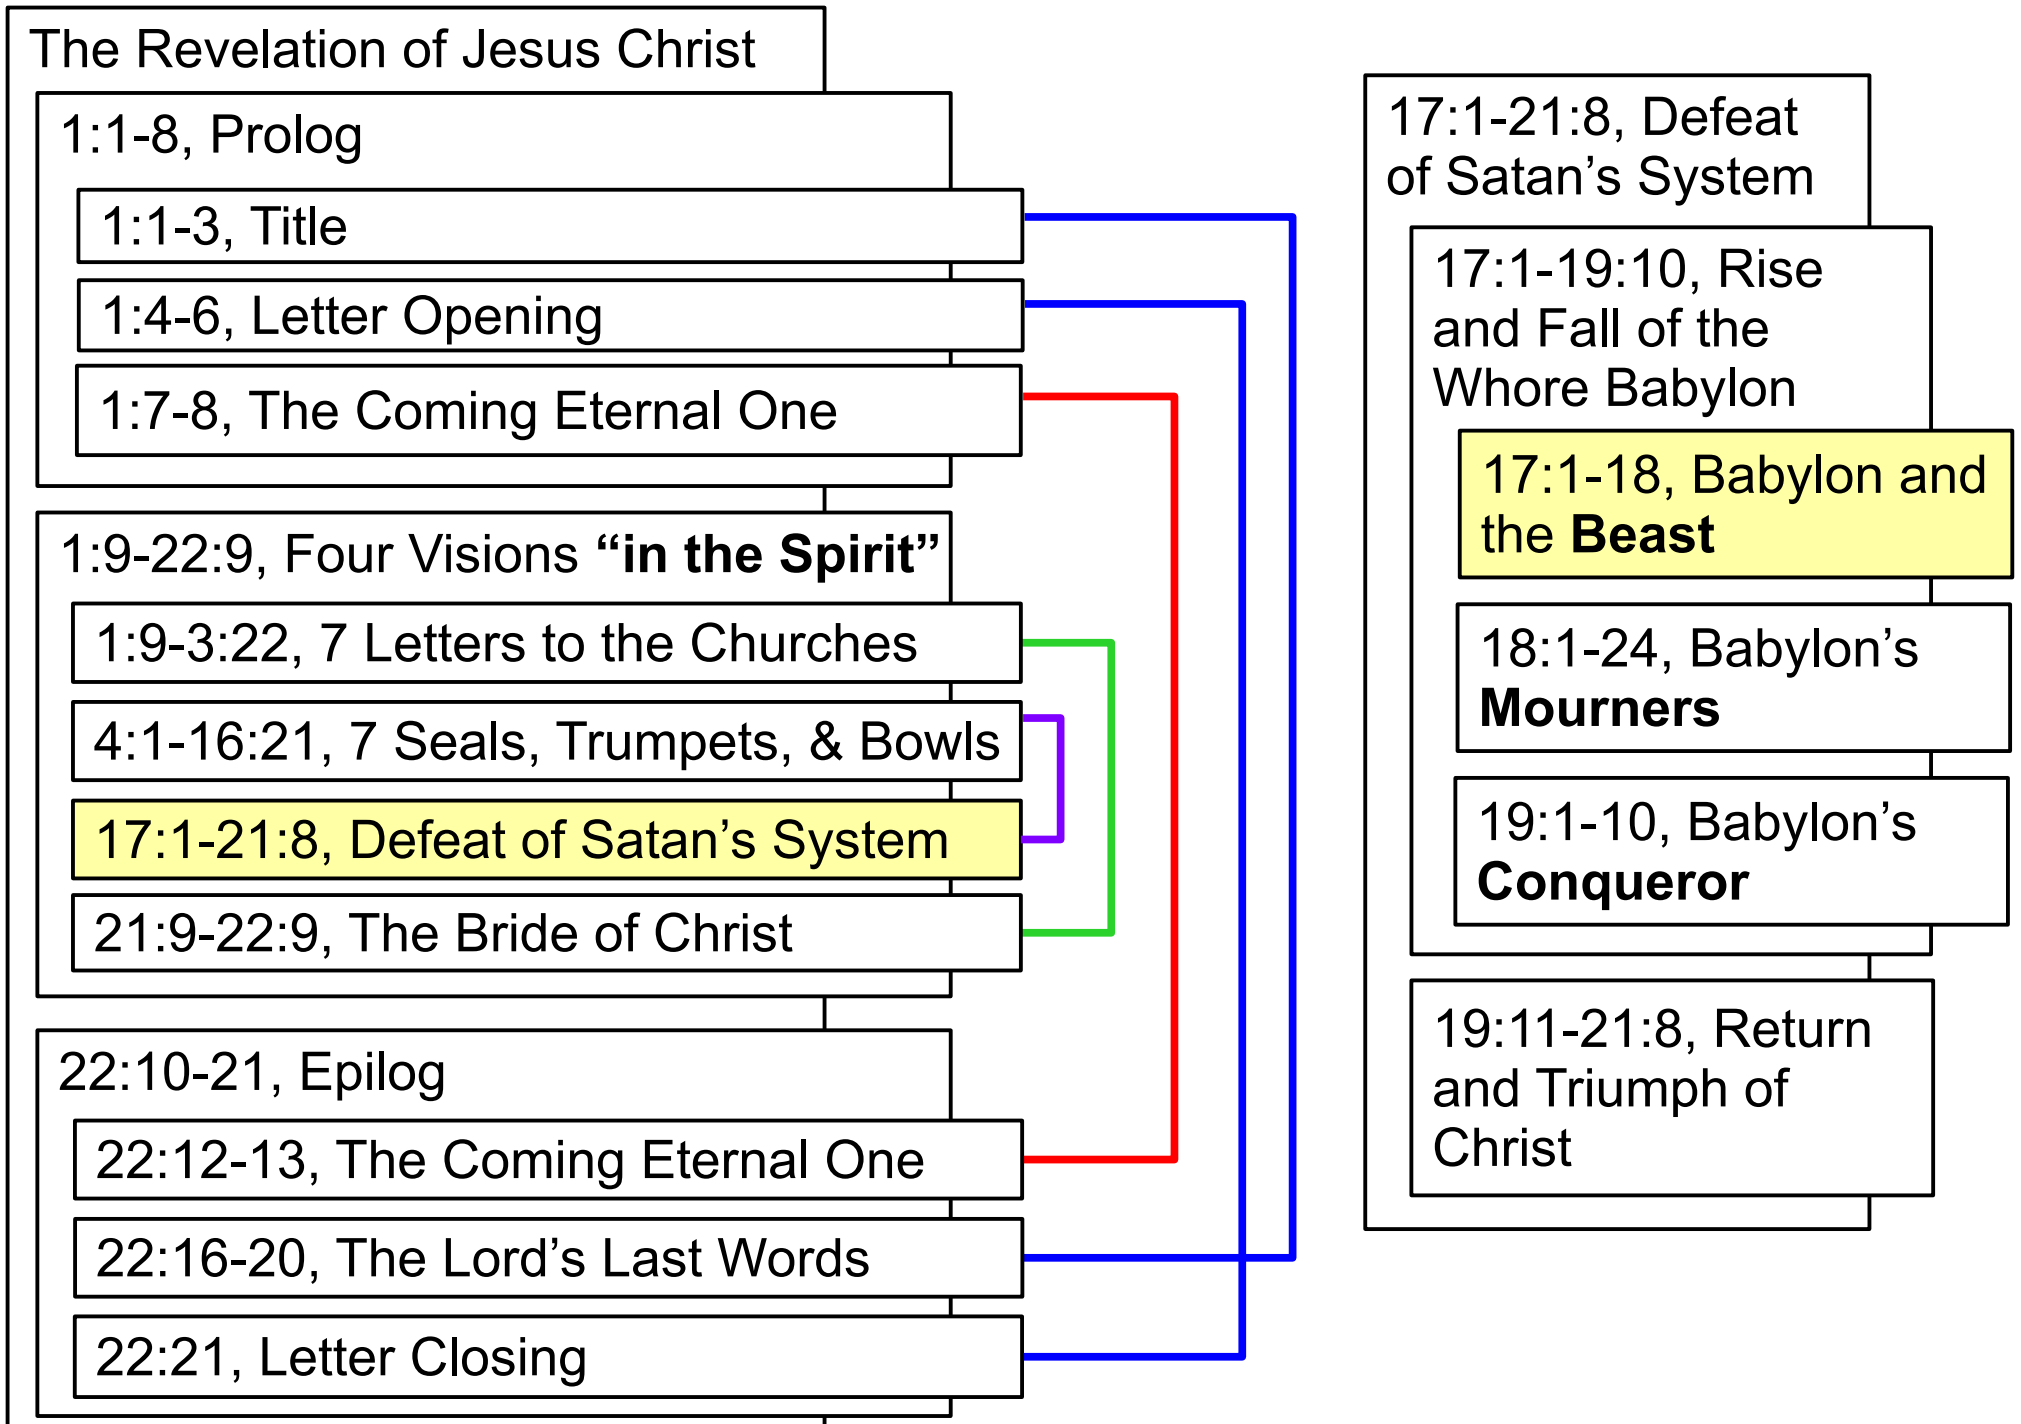 The Revelation of Jesus Christ
1:1-8, Prolog
1:1-3, Title
1:4-6, Letter Opening
1:7-8, The Coming Eternal One
1:9-22:9, Four Visions “in the Spirit”
1:9-3:22, 7 Letters to the Churches
4:1-16:21, 7 Seals, Trumpets, & Bowls
17:1-21:8, Defeat of Satan’s System
21:9-22:9, The Bride of Christ
22:10-21, Epilog
22:12-13, The Coming Eternal One
22:16-20, The Lord’s Last Words
22:21, Letter Closing
17:1-21:8, Defeat
of Satan’s System
17:1-19:10, Rise
and Fall of the
Whore Babylon
17:1-18, Babylon and
the Beast
18:1-24, Babylon’s
Mourners
19:1-10, Babylon’s
Conqueror
19:11-21:8, Return
and Triumph of
Christ